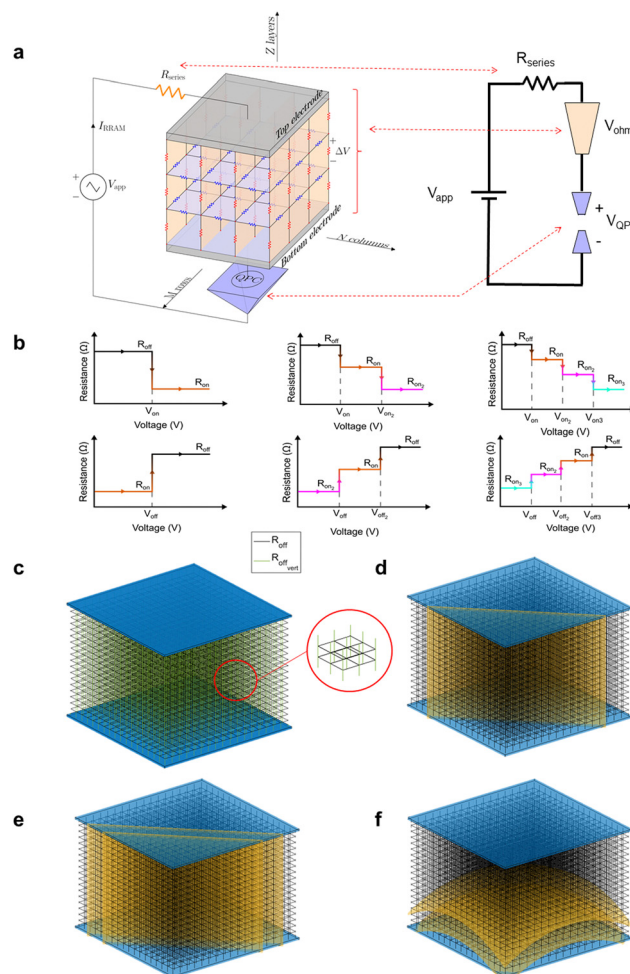 a
Z layers
R_series
R_series
Top electrode
I_RRAM
+
ΔV
-
V_ohm
+
V_app
-
V_app
+
V_QP
-
Bottom electrode
N columns
QPC
M rows
b
Resistance (Ω)
R_off
R_on
V_on
Voltage (V)
Resistance (Ω)
R_off
R_on
R_on2
V_on
V_on2
Voltage (V)
Resistance (Ω)
R_off
R_on
R_on2
R_on3
V_on
V_on2
V_on3
Voltage (V)
Resistance (Ω)
R_off
R_on
V_off
Voltage (V)
Resistance (Ω)
R_off
R_on
R_on2
V_off
V_off2
Voltage (V)
Resistance (Ω)
R_off
R_on
R_on2
R_on3
V_off
V_off2
V_off3
Voltage (V)
R_off
R_off_vert
c
d
e
f